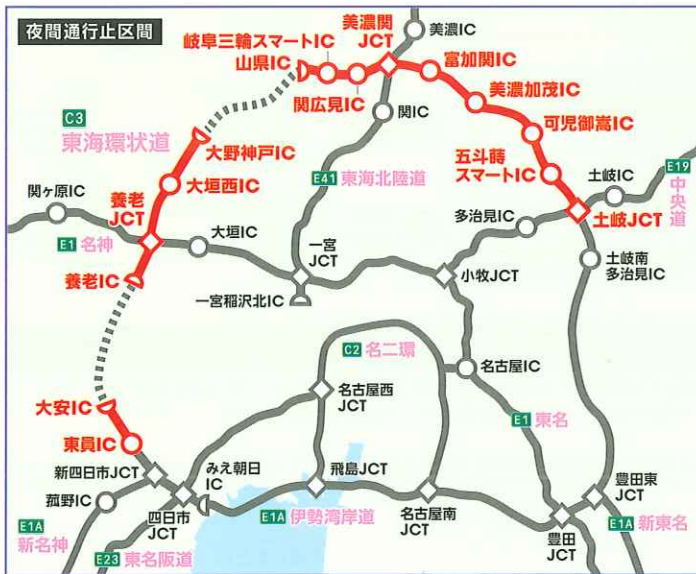 夜間通行止区間
美濃IC
美濃関
JCT
岐阜三輪スマートIC
山県IC
富加関IC
関広見IC
美濃加茂IC
関IC
可児御嵩IC
C3
東海環状道
大野神戸IC
五斗蒔
スマートIC
土岐IC
E19
中央道
大垣西IC
E41
東海北陸道
関ヶ原IC
養老
JCT
多治見IC
土岐JCT
大垣IC
一宮
JCT
E1
名神
土岐南
多治見IC
養老IC
小牧JCT
一宮稲沢北IC
C2
名二環
名古屋IC
大安IC
名古屋西
JCT
E1
東名
東員IC
新四日市JCT
みえ朝日
IC
飛島JCT
豊田東
JCT
菰野IC
四日市
JCT
E1A
伊勢湾岸道
名古屋南
JCT
E1A
新名神
E23
東名阪道
豊田
JCT
E1A
新東名